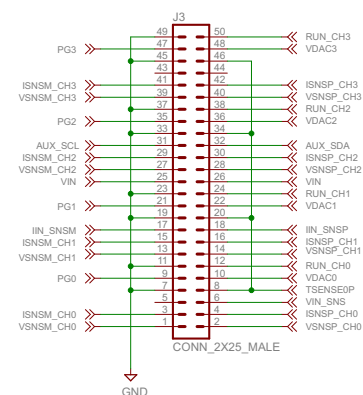 J3
49 50 RUN_CH3
PG3 47 48 VDAC3
45 46
43 44
ISNSM_CH3 41 42 ISNSP_CH3
VSNSM_CH3 39 40 VSNSP_CH3
37 38 RUN_CH2
PG2 35 36 VDAC2
33 34
AUX_SCL 31 32 AUX_SDA
ISNSM_CH2 29 30 ISNSP_CH2
VSNSM_CH2 27 28 VSNSP_CH2
VIN 25 26 VIN
23 24 RUN_CH1
PG1 21 22 VDAC1
19 20
IIN_SNSM 17 18 IIN_SNSP
ISNSM_CH1 15 16 ISNSP_CH1
VSNSM_CH1 13 14 VSNSP_CH1
11 12 RUN_CH0
PG0 9 10 VDAC0
7 8 TSENSE0P
5 6 VIN_SNS
ISNSM_CH0 3 4 ISNSP_CH0
VSNSM_CH0 1 2 VSNSP_CH0
CONN_2X25_MALE
GND